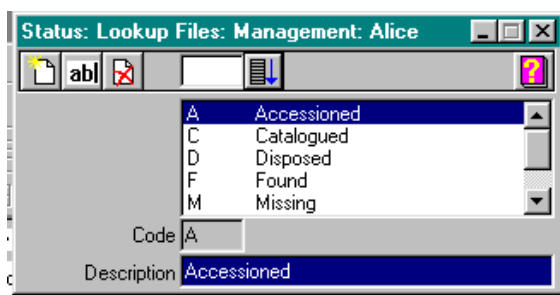 Status: Lookup Files: Management: Alice
abl
?
A Accessioned
C Catalogued
D Disposed
F Found
M Missing
Code A
Description Accessioned